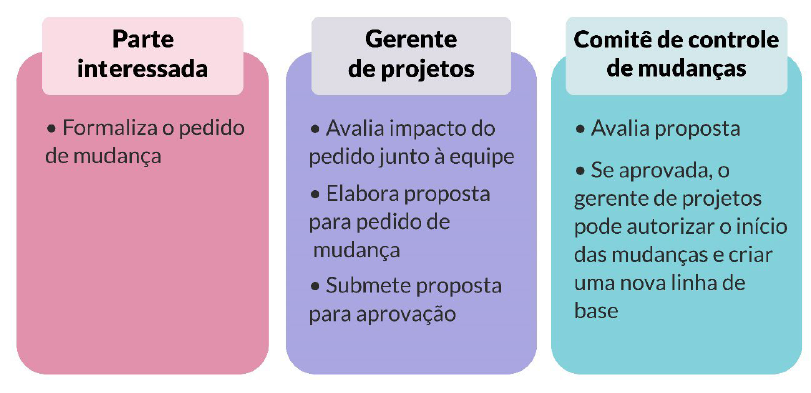 Parte
interessada
• Formaliza o pedido
de mudança
Gerente
de projetos
• Avalia impacto do
pedido junto à equipe
• Elabora proposta
para pedido de
mudança
• Submete proposta
para aprovação
Comitê de controle
de mudanças
• Avalia proposta
• Se aprovada, o
gerente de projetos
pode autorizar o início
das mudanças e criar
uma nova linha de
base